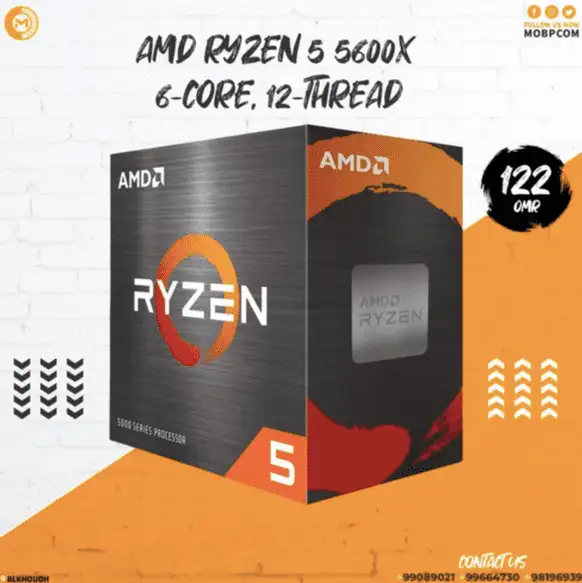 M
FOLLOW US NOW
MOBPCOM
AMD RYZEN 5 5600X
6-CORE, 12-THREAD
122
OMR
AMD
AMD
RYZEN
AMD
RYZEN
5000 SERIES PROCESSOR
5
CONTACT US
ALKHOUDH
99089021 99664730 98196939